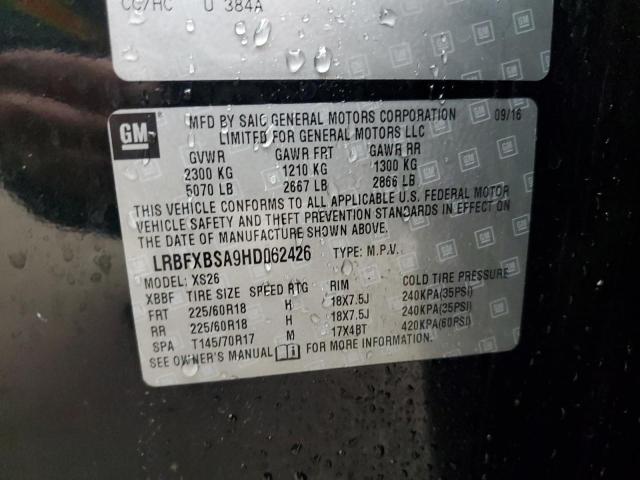 CC/HC U 384A
GM
MFD BY SAIC GENERAL MOTORS CORPORATION 09/16
LIMITED FOR GENERAL MOTORS LLC
GVWR GAWR FRT GAWR RR
2300 KG 1210 KG 1300 KG
5070 LB 2667 LB 2866 LB
THIS VEHICLE CONFORMS TO ALL APPLICABLE U.S. FEDERAL MOTOR
VEHICLE SAFETY AND THEFT PREVENTION STANDARDS IN EFFECT ON
THE DATE OF MANUFACTURE SHOWN ABOVE.
LRBFXBSA9HD062426 TYPE: M.P.V.
MODEL: XS26
XBBF TIRE SIZE SPEED RTG RIM COLD TIRE PRESSURE
FRT 225/60R18 H 18X7.5J 240KPA(35PSI)
RR 225/60R18 H 18X7.5J 240KPA(35PSI)
SPA T145/70R17 M 17X4BT 420KPA(60PSI)
SEE OWNER'S MANUAL FOR MORE INFORMATION.